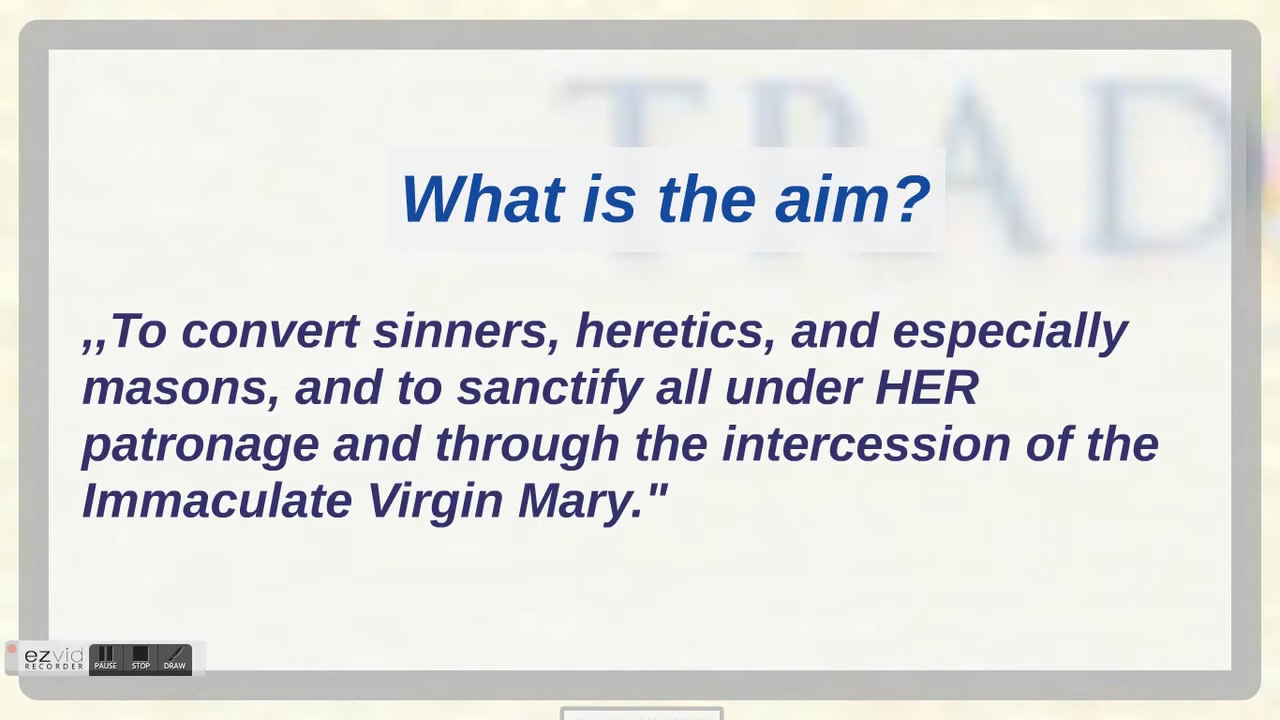 TRAD
What is the aim?
,,To convert sinners, heretics, and especially
masons, and to sanctify all under HER
patronage and through the intercession of the
Immaculate Virgin Mary."
ezvid
RECORDER
PAUSE STOP DRAW